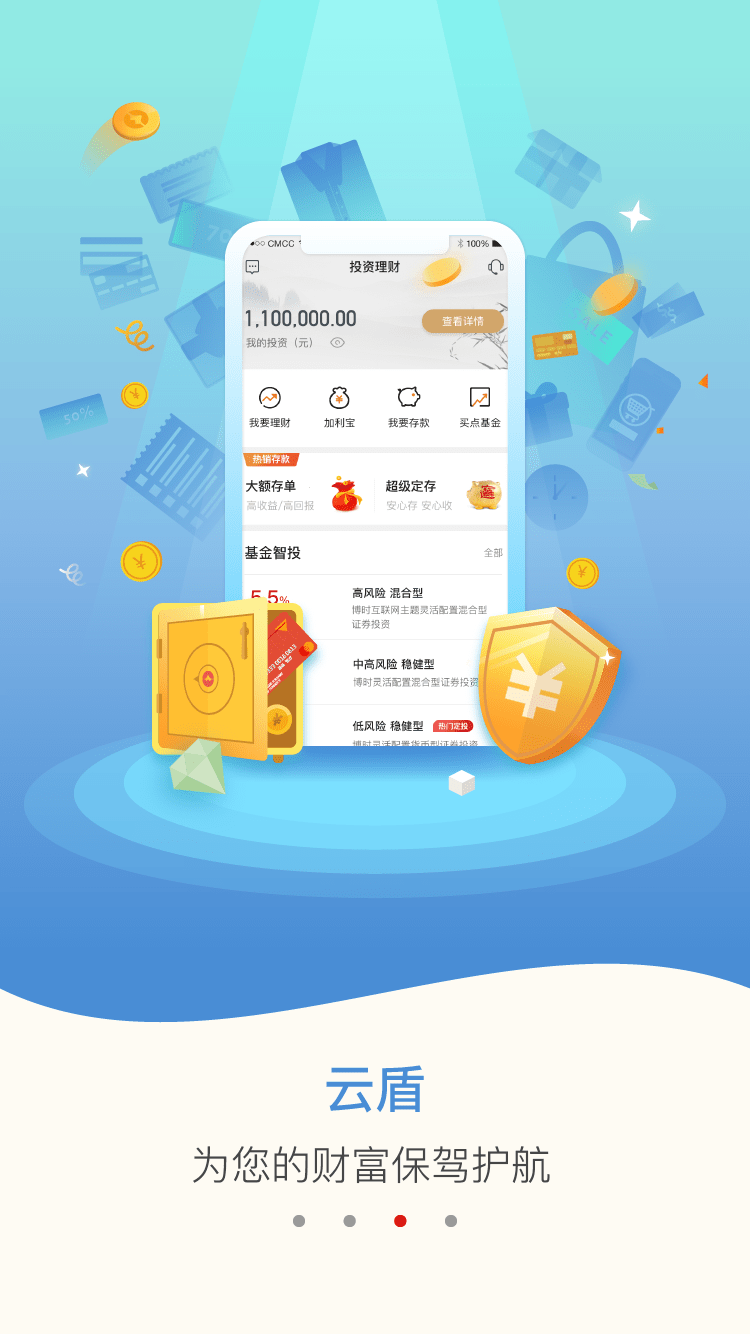 CMCC
100%
投资理财
1,100,000.00
查看详情
我的投资（元）
我要理财
加利宝
我要存款
买点基金
热销存款
大额存单
超级定存
高收益/高回报
安心存 安心收
基金智投
全部
5.5%
高风险 混合型
博时互联网主题灵活配置混合型
证券投资
中高风险 稳健型
博时灵活配置混合型证券投资
低风险 稳健型
热门定投
博时灵活配置货币型证券投资
50%
SALE
云盾
为您的财富保驾护航